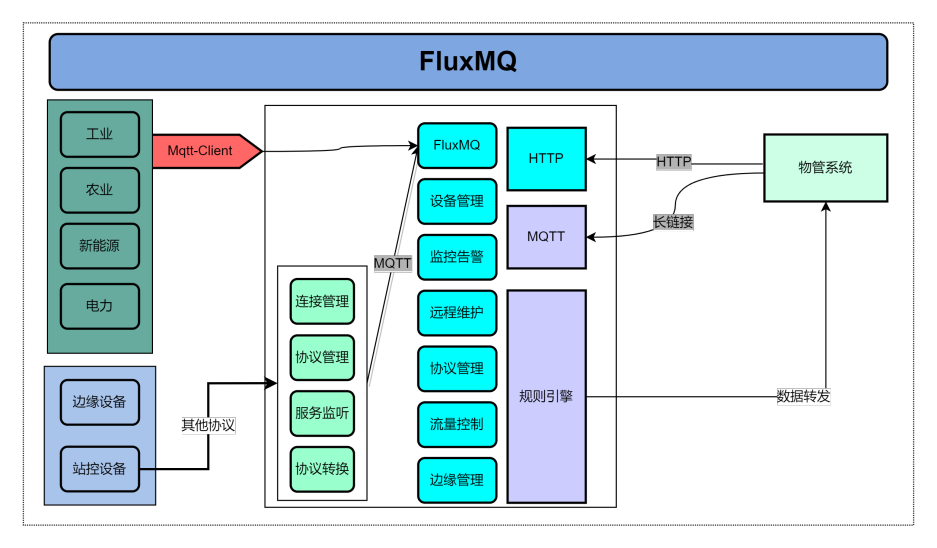 FluxMQ
工业
农业
新能源
电力
Mqtt-Client
边缘设备
站控设备
其他协议
连接管理
协议管理
服务监听
协议转换
MQTT
FluxMQ
设备管理
监控告警
远程维护
协议管理
流量控制
边缘管理
HTTP
MQTT
规则引擎
HTTP
长链接
数据转发
物管系统